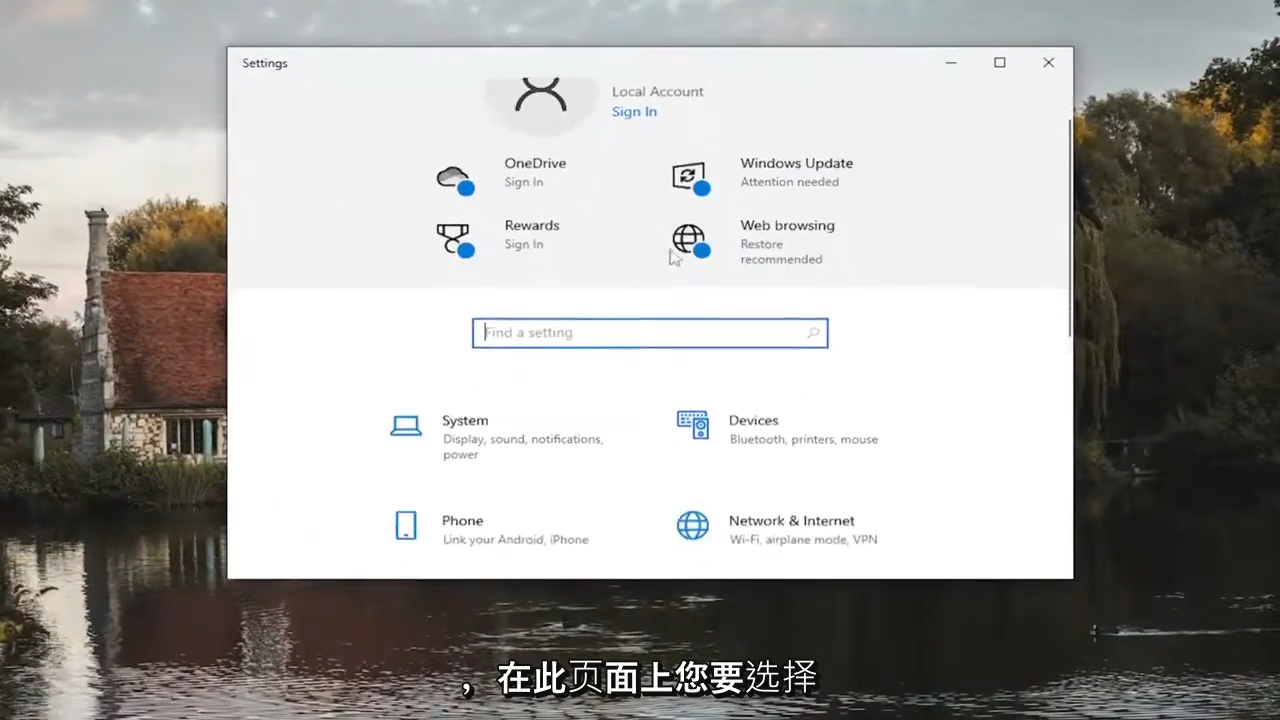 Settings
Local Account
Sign In
OneDrive
Sign In
Windows Update
Attention needed
Rewards
Sign In
Web browsing
Restore
recommended
Find a setting
System
Display, sound, notifications,
power
Devices
Bluetooth, printers, mouse
Phone
Link your Android, iPhone
Network & Internet
Wi-Fi, airplane mode, VPN
，在此页面上您要选择